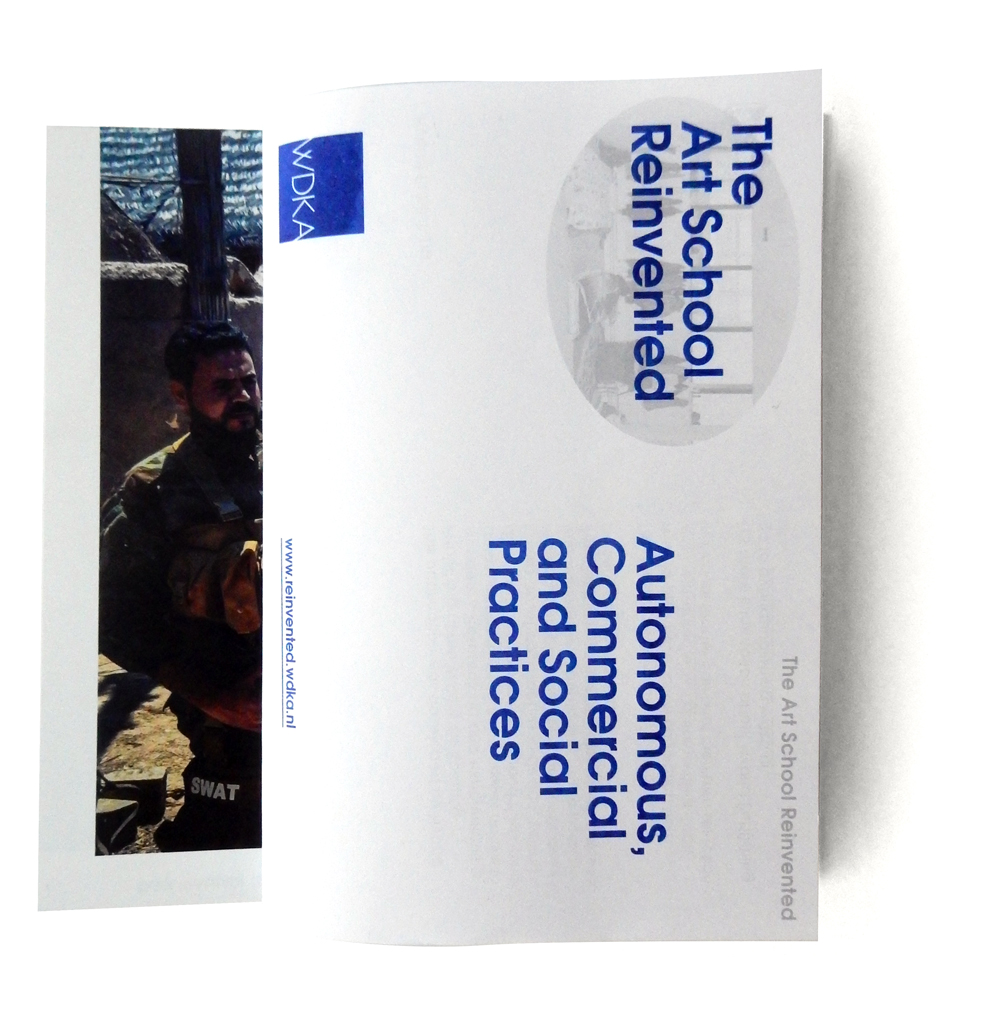 The
Art School
Reinvented
Autonomous,
Commercial
and Social
Practices
The Art School Reinvented
WDKA
www.reinvented.wdka.nl
SWAT